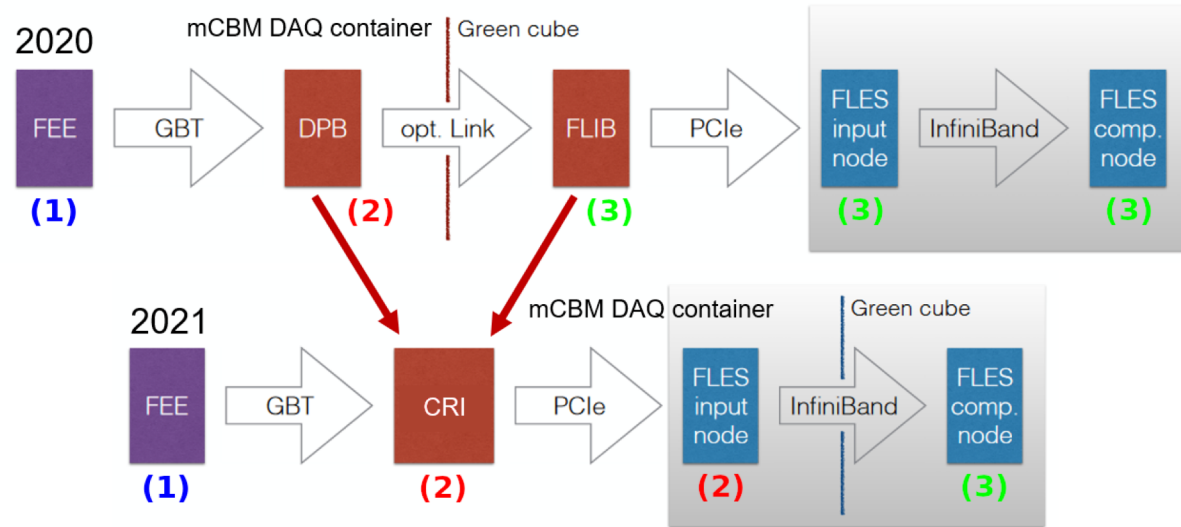 mCBM DAQ container
Green cube
2020
FEE
GBT
DPB
opt. Link
FLIB
PCIe
FLES
input
node
InfiniBand
FLES
comp.
node
(1)
(2)
(3)
(3)
(3)
mCBM DAQ container
Green cube
2021
FEE
GBT
CRI
PCIe
FLES
input
node
InfiniBand
FLES
comp.
node
(1)
(2)
(2)
(3)